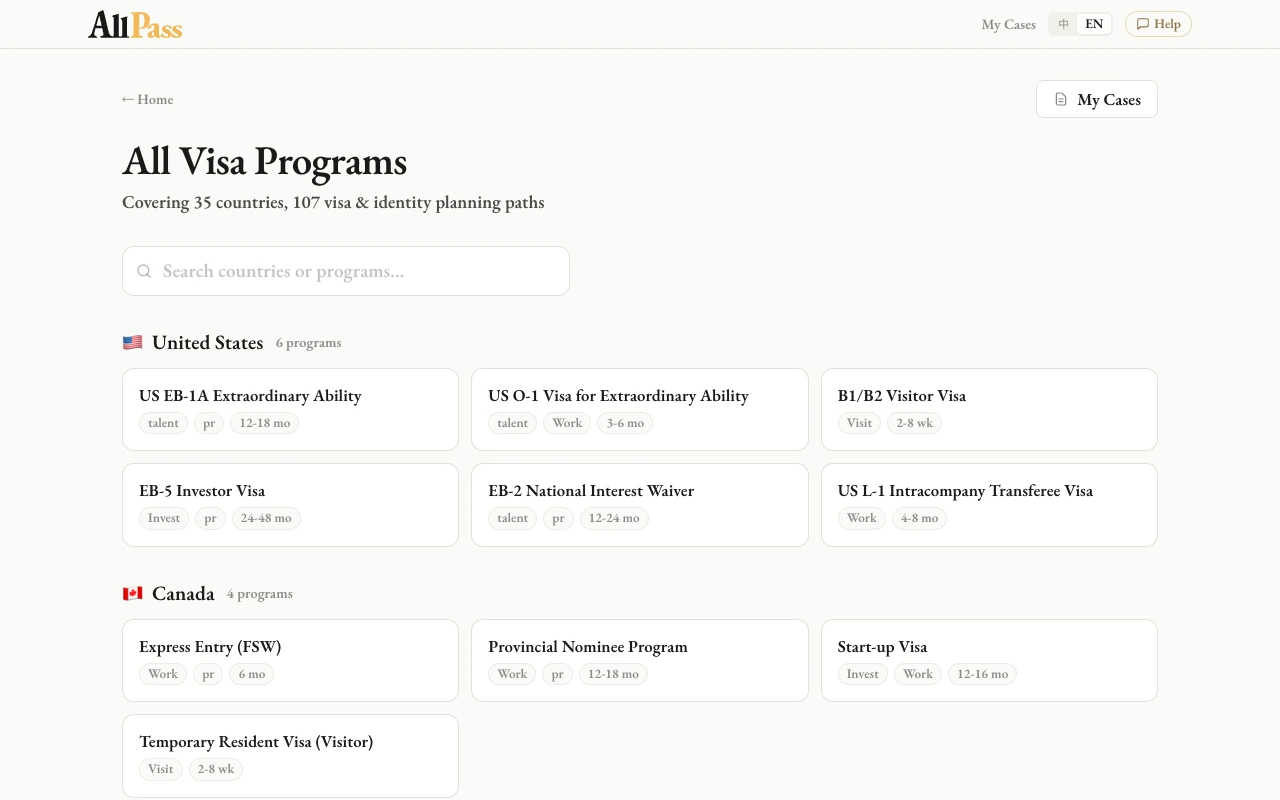 AllPass
My Cases
中
EN
Help
← Home
My Cases
All Visa Programs
Covering 35 countries, 107 visa & identity planning paths
Search countries or programs...
United States 6 programs
US EB-1A Extraordinary Ability
talent pr 12-18 mo
US O-1 Visa for Extraordinary Ability
talent Work 3-6 mo
B1/B2 Visitor Visa
Visit 2-8 wk
EB-5 Investor Visa
Invest pr 24-48 mo
EB-2 National Interest Waiver
talent pr 12-24 mo
US L-1 Intracompany Transferee Visa
Work 4-8 mo
Canada 4 programs
Express Entry (FSW)
Work pr 6 mo
Provincial Nominee Program
Work pr 12-18 mo
Start-up Visa
Invest Work 12-16 mo
Temporary Resident Visa (Visitor)
Visit 2-8 wk